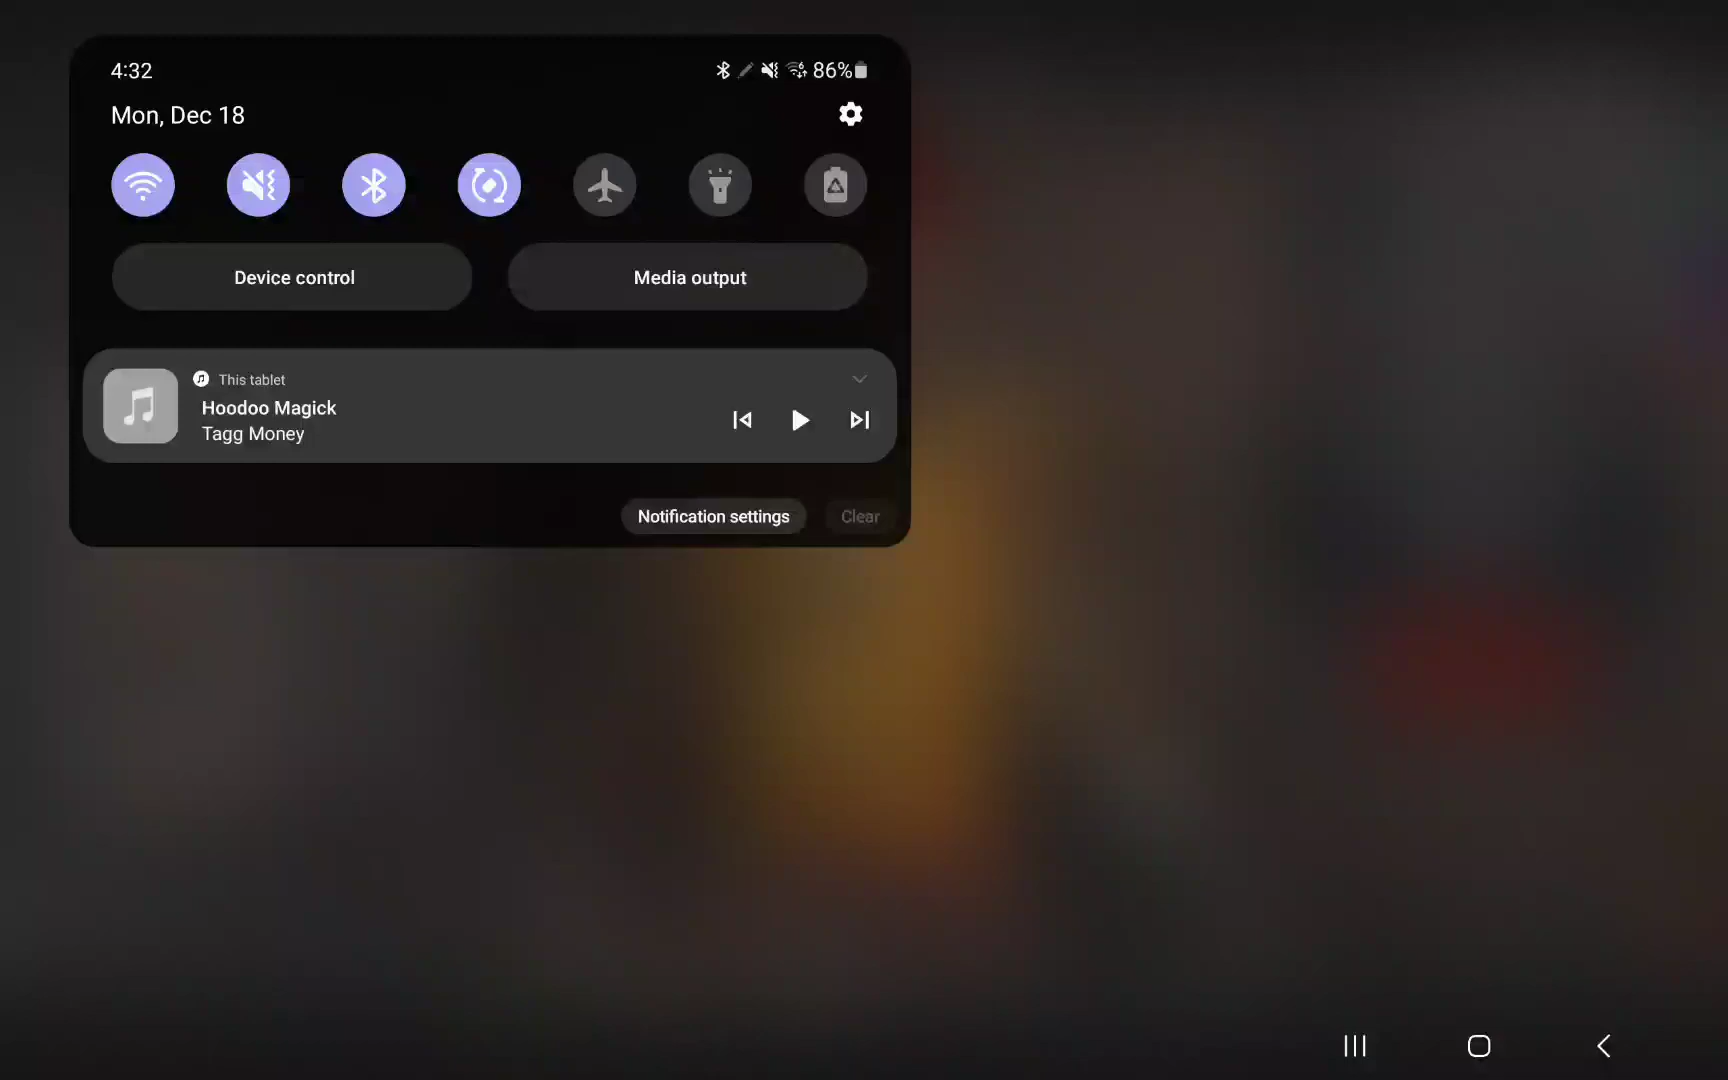 4:32
86%
Mon, Dec 18
Device control
Media output
This tablet
Hoodoo Magick
Tagg Money
Notification settings
Clear